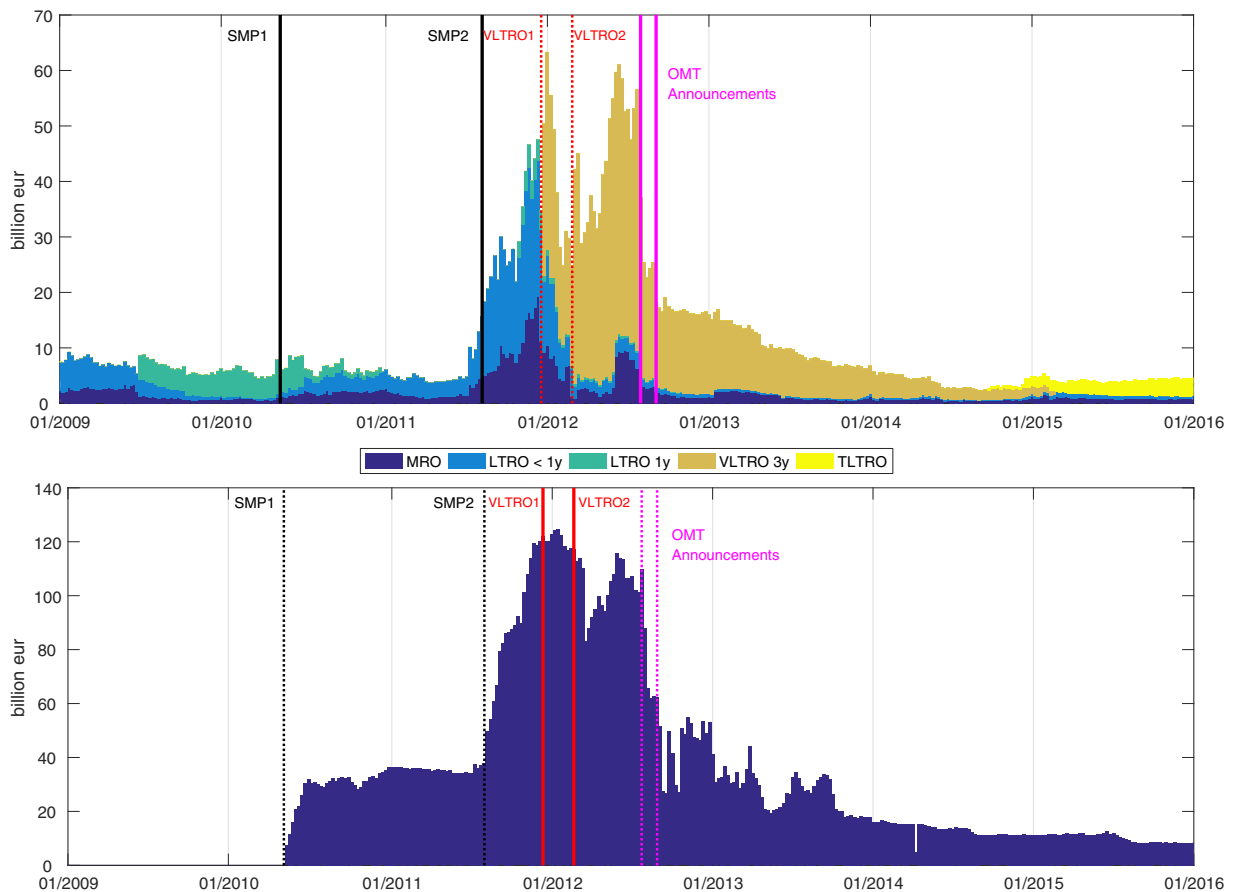 70
60
50
40
30
20
10
0
billion eur
SMP1
SMP2
VLTRO1
VLTRO2
OMT
Announcements
01/2009
01/2010
01/2011
01/2012
01/2013
01/2014
01/2015
01/2016
MRO
LTRO < 1y
LTRO 1y
VLTRO 3y
TLTRO
140
120
100
80
60
40
20
0
billion eur
SMP1
SMP2
VLTRO1
VLTRO2
OMT
Announcements
01/2009
01/2010
01/2011
01/2012
01/2013
01/2014
01/2015
01/2016